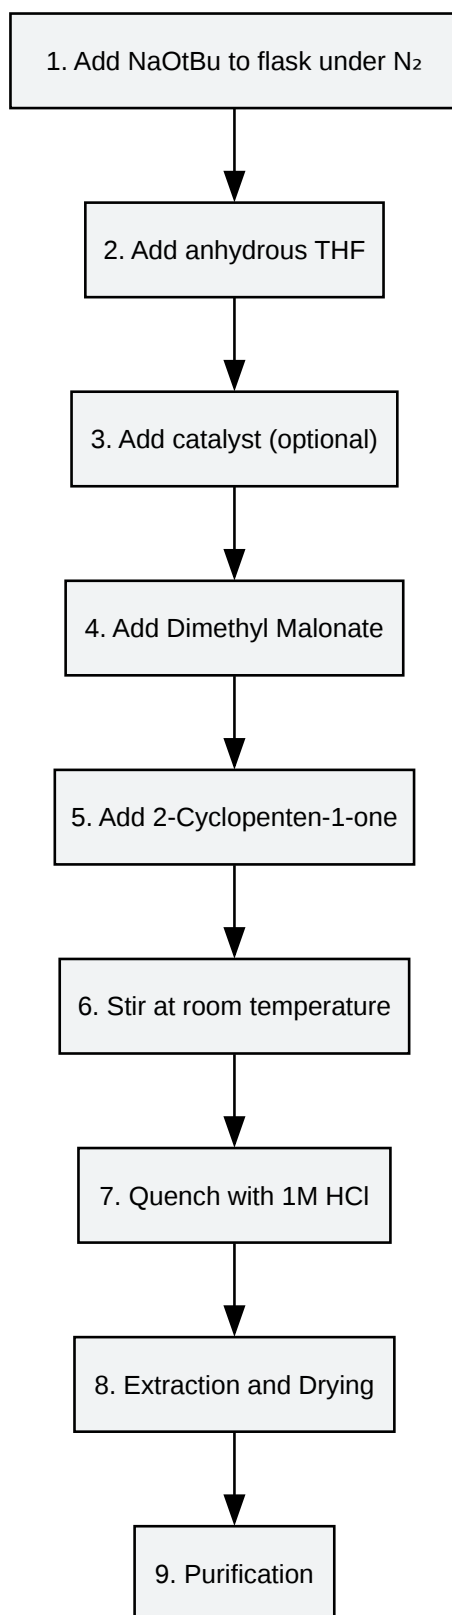 1. Add NaOtBu to flask under N₂
2. Add anhydrous THF
3. Add catalyst (optional)
4. Add Dimethyl Malonate
5. Add 2-Cyclopenten-1-one
6. Stir at room temperature
7. Quench with 1M HCl
8. Extraction and Drying
9. Purification